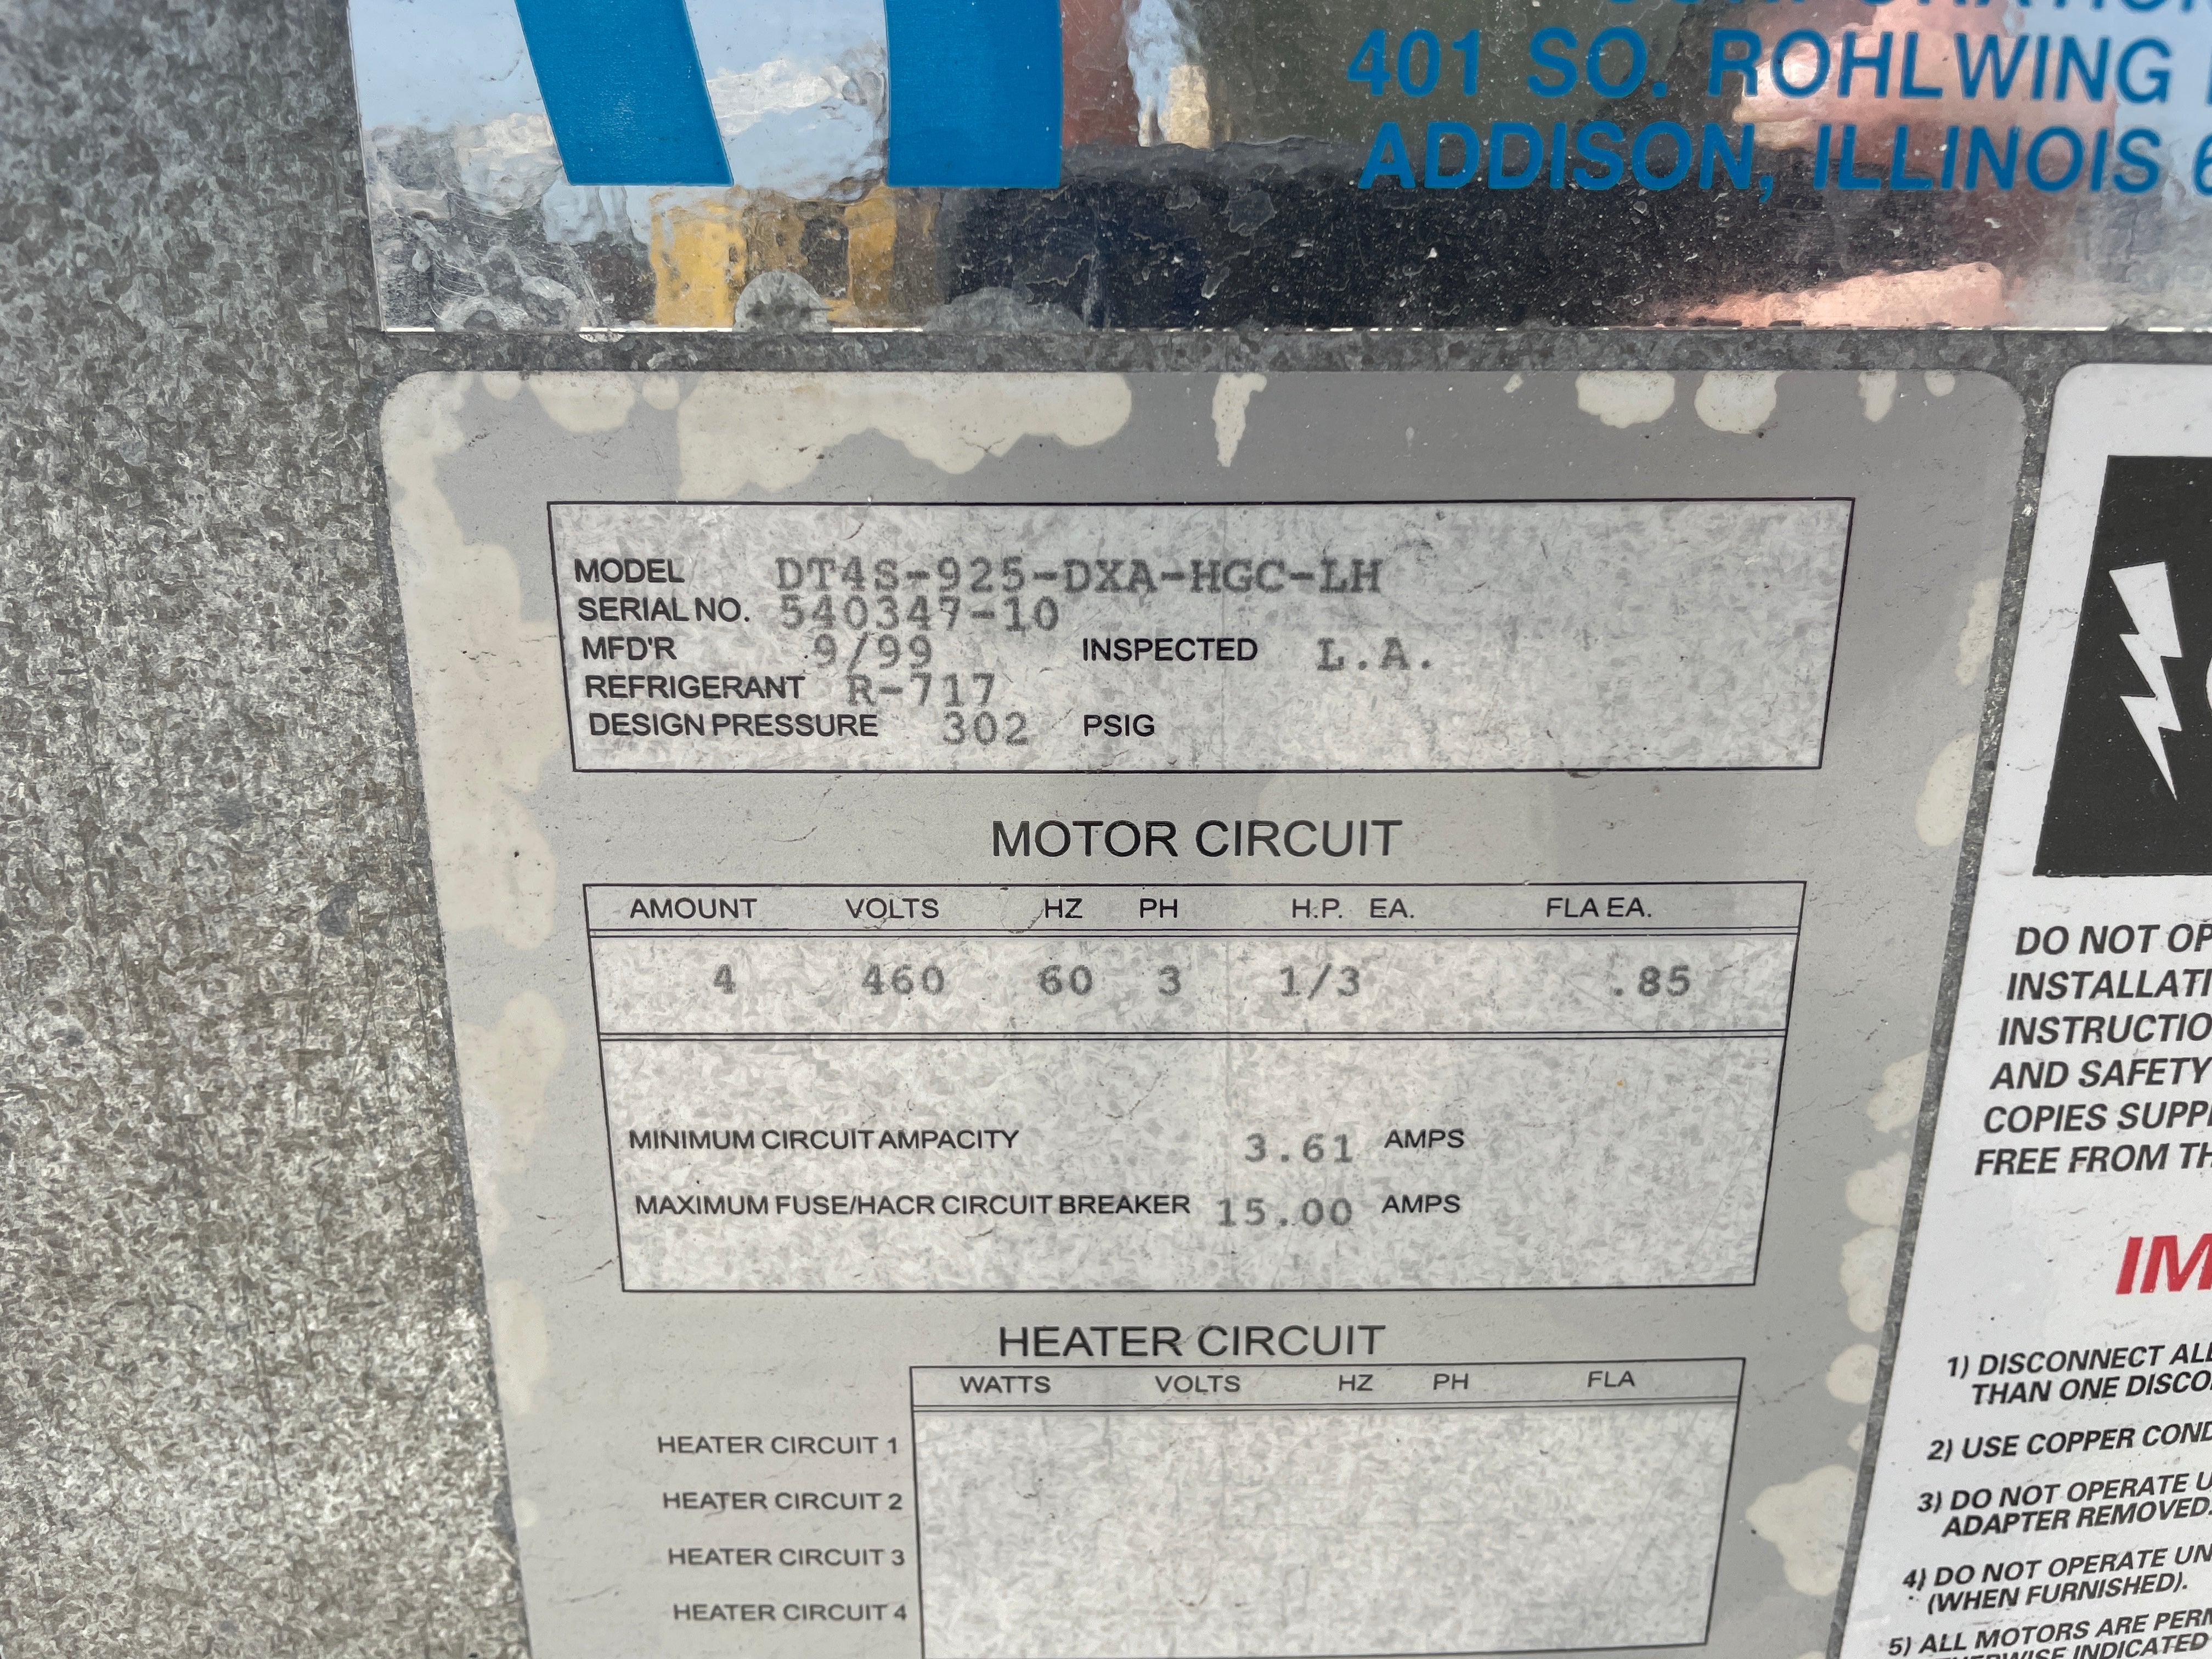 401 SO. ROHLWING
ADDISON, ILLINOIS 6
MODEL DT4S-925-DXA-HGC-LH
SERIAL NO. 540347-10
MFD'R 9/99 INSPECTED L.A.
REFRIGERANT R-717
DESIGN PRESSURE 302 PSIG
MOTOR CIRCUIT
AMOUNT VOLTS HZ PH H.P. EA. FLA EA.
4 460 60 3 1/3 .85
MINIMUM CIRCUIT AMPACITY 3.61 AMPS
MAXIMUM FUSE/HACR CIRCUIT BREAKER 15.00 AMPS
HEATER CIRCUIT
WATTS VOLTS HZ PH FLA
HEATER CIRCUIT 1
HEATER CIRCUIT 2
HEATER CIRCUIT 3
HEATER CIRCUIT 4
DO NOT OP
INSTALLATI
INSTRUCTIO
AND SAFETY
COPIES SUPP
FREE FROM TH
IM
1) DISCONNECT ALL
THAN ONE DISCO
2) USE COPPER COND
3) DO NOT OPERATE U
ADAPTER REMOVED.
4) DO NOT OPERATE UN
(WHEN FURNISHED).
5) ALL MOTORS ARE PERM
INDICATED